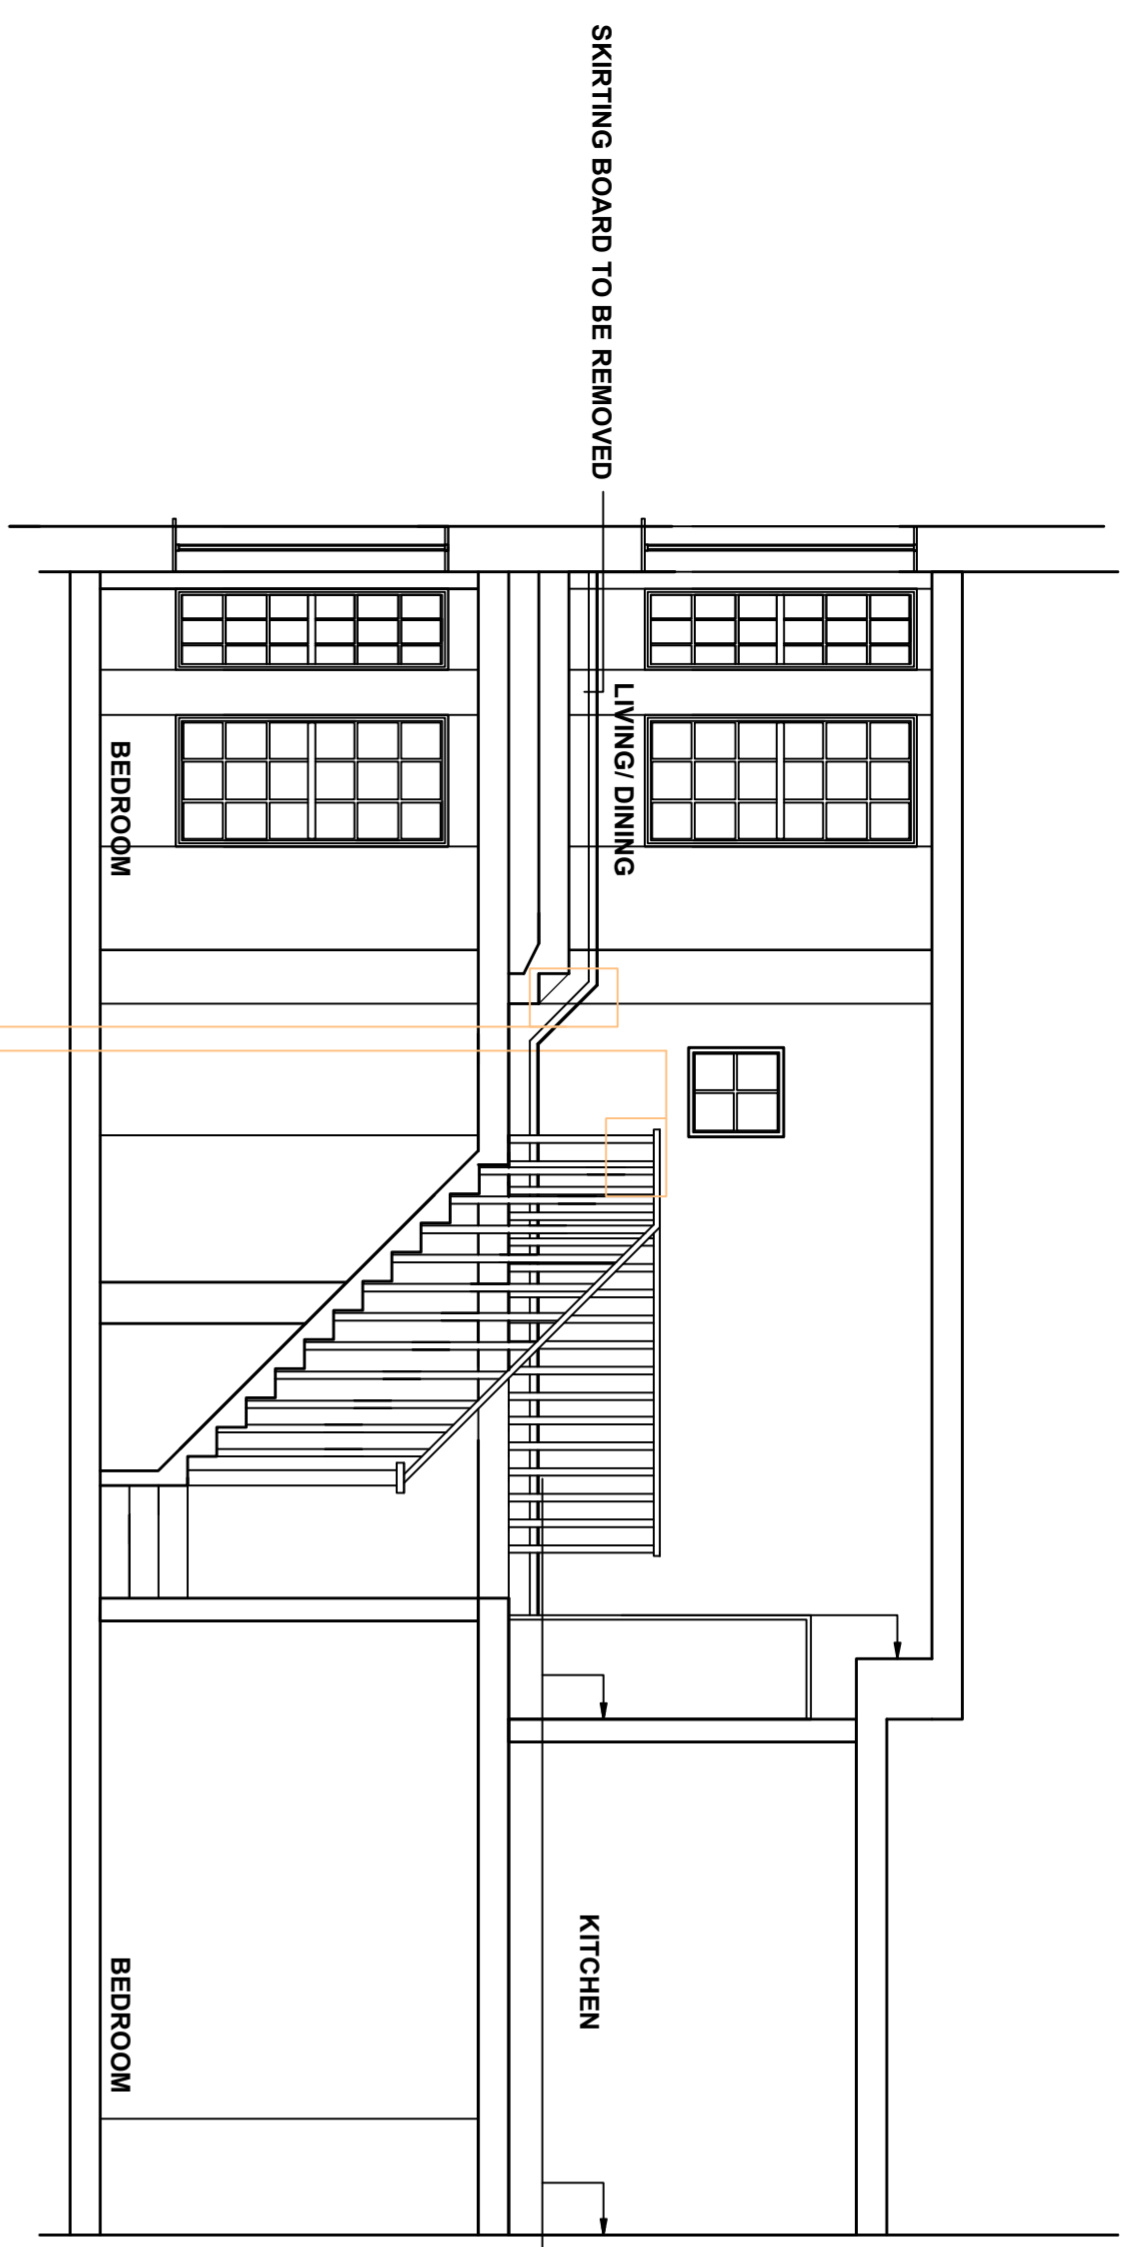 SKIRTING BOARD TO BE REMOVED
LIVING/ DINING
KITCHEN
BEDROOM
BEDROOM